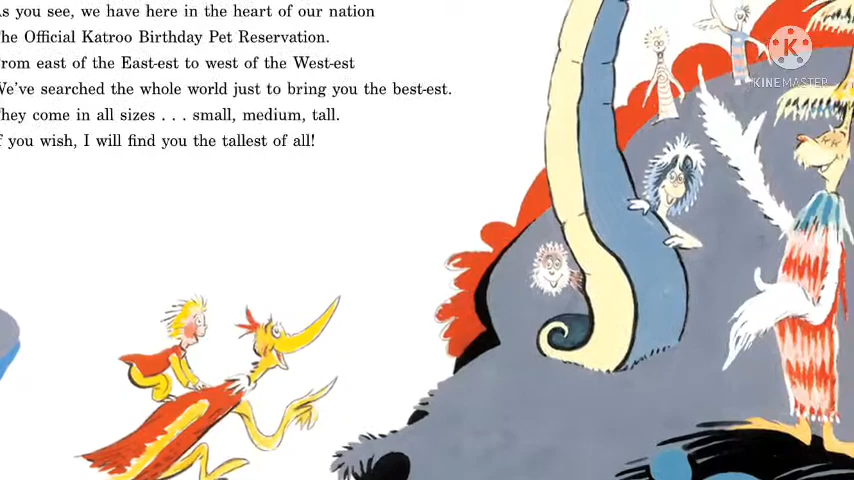 s you see, we have here in the heart of our nation
he Official Katroo Birthday Pet Reservation.
rom east of the East-est to west of the West-est
We've searched the whole world just to bring you the best-est.
hey come in all sizes . . . small, medium, tall.
f you wish, I will find you the tallest of all!
K
KINEMASTER